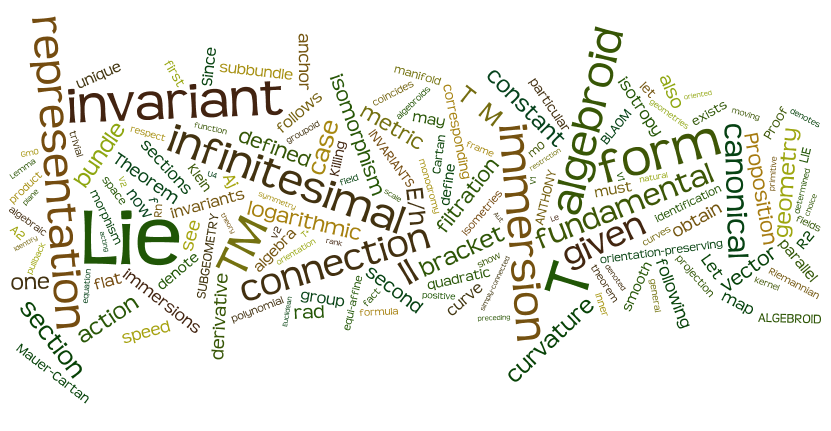 representation
unique
first
Since
subbundle
anchor
invariant
infinitesimal
follows
function
groupoid
respect
trivial
bundle
Theorem
sections
defined
case
Killing
isomorphism
metric
may
manifold
coincides
algebroids
T M
corresponding
INVARIANTS
Cartan
define
frame
constant
particular
BLAOM
isotropy
let
also
algebroid
oriented
geometries
moving
denotes
exists
Proof
canonical
Proposition
LIE
primitive
geometry
form
must
natural
restriction
immersion
ANTHONY
identification
fundamental
obtain
determined
fields
choice
a2
parallel
Riemannian
kernel
vector
map
Let
projection
orientation-preserving
curves
theorem
smooth
general
following
inner
denoted
simply-connected
given
T
curvature
ALGEBROID
Lemma
product
plane
algebraic
A2
identity
pullback
space
morphism
now
klein
invariants
Lie
see
symmetry
theory
logarithmic
algebra
TM
SUBGEOMETRY
orientation
rank
field
scale
monodromy
E/h
filtration
isometries
mo
connection
II
bracket
quadratic
show
Aut
Le
V1
one
flat
denote
acting
equation
section
action
immersions
speed
derivative
group
polynomial
rad
Euclidean
equi-affine
fact
formula
second
positive
curve
preceding
Mauer-cartan